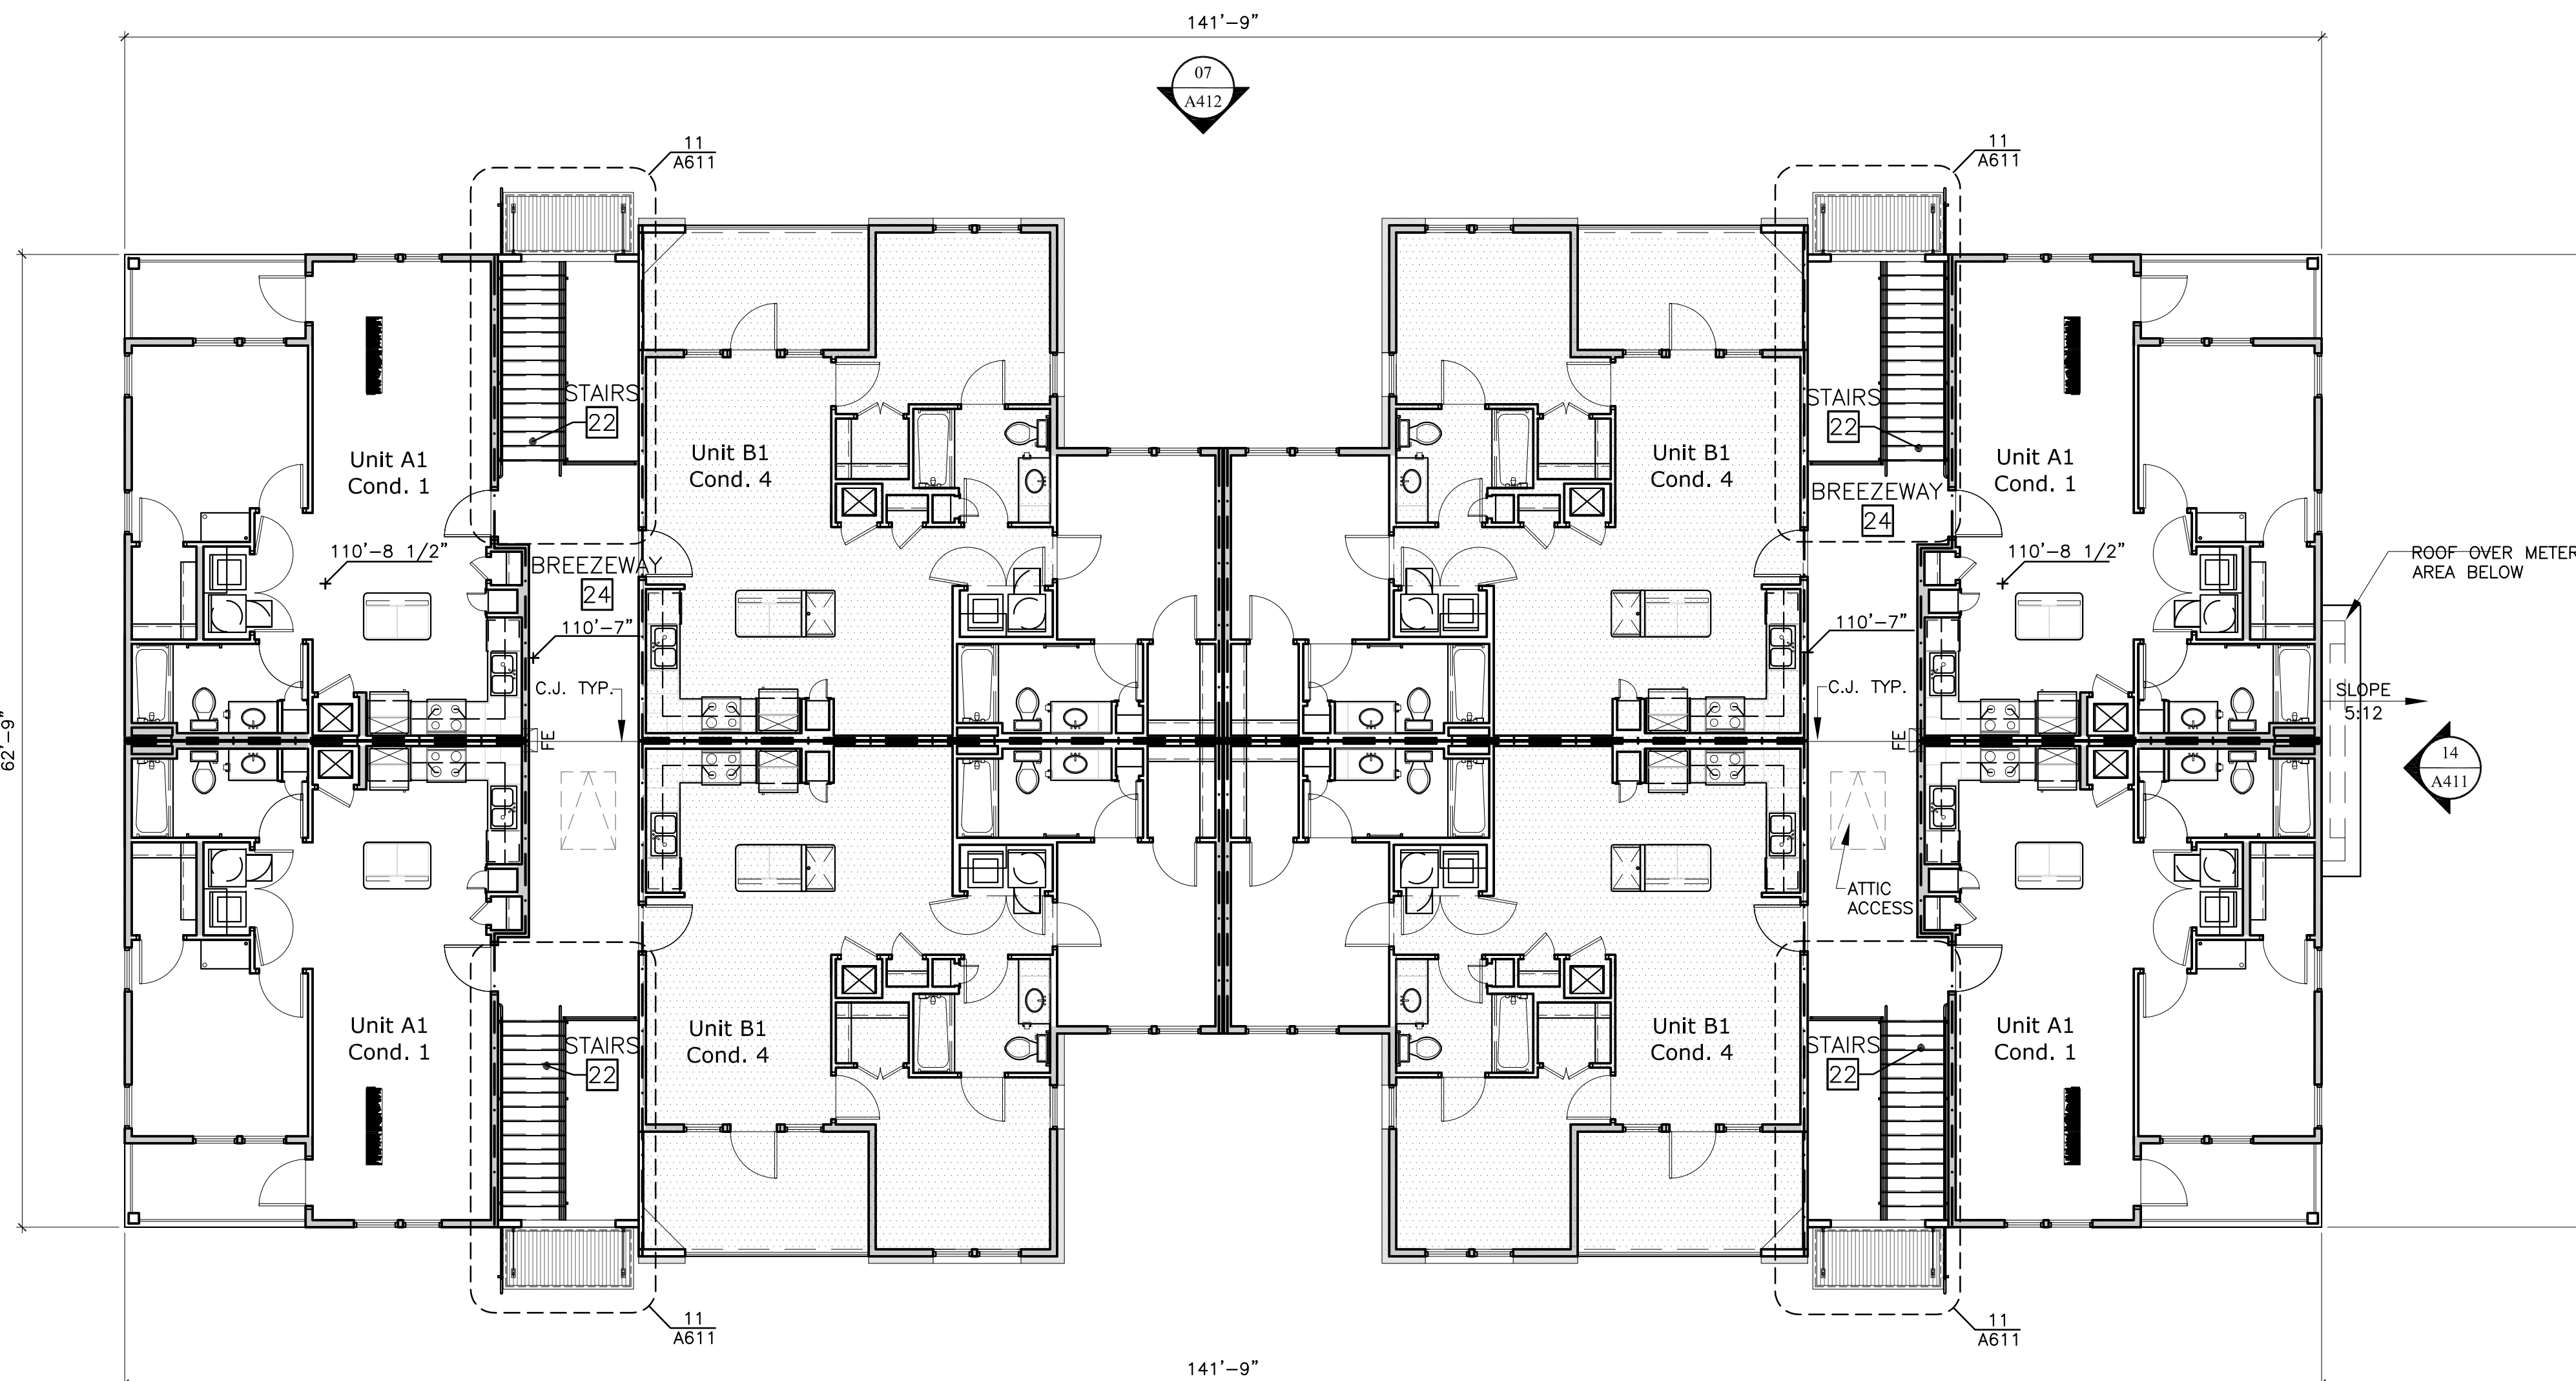 141'-9"
07
A412
11
A611
11
A611
STAIRS
22
STAIRS
22
Unit A1
Cond. 1
Unit B1
Cond. 4
Unit B1
Cond. 4
Unit A1
Cond. 1
BREEZEWAY
24
110'-8 1/2"
BREEZEWAY
24
110'-8 1/2"
ROOF OVER METER
AREA BELOW
110'-7"
110'-7"
C.J. TYP.
C.J. TYP.
SLOPE
5:12
62'-9"
FE
FE
14
A411
ATTIC
ACCESS
Unit A1
Cond. 1
STAIRS
22
Unit B1
Cond. 4
Unit B1
Cond. 4
STAIRS
22
Unit A1
Cond. 1
11
A611
11
A611
141'-9"